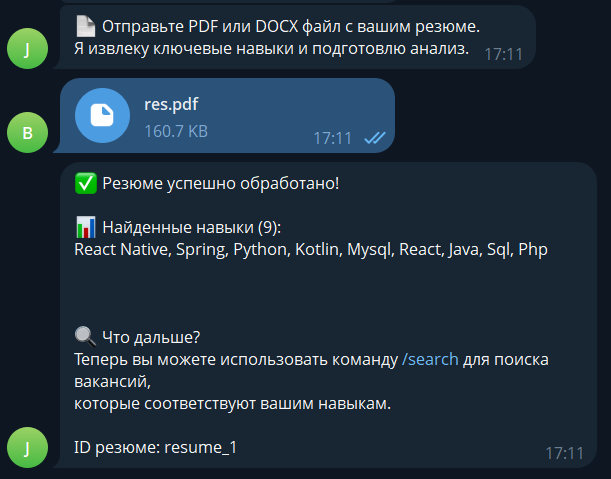 📄 Отправьте PDF или DOCX файл с вашим резюме.
Я извлеку ключевые навыки и подготовлю анализ.
17:11
J
res.pdf
160.7 KB
17:11
B
✅ Резюме успешно обработано!
📊 Найденные навыки (9):
React Native, Spring, Python, Kotlin, Mysql, React, Java, Sql, Php
🔍 Что дальше?
Теперь вы можете использовать команду /search для поиска
вакансий,
которые соответствуют вашим навыкам.
ID резюме: resume_1
17:11
J